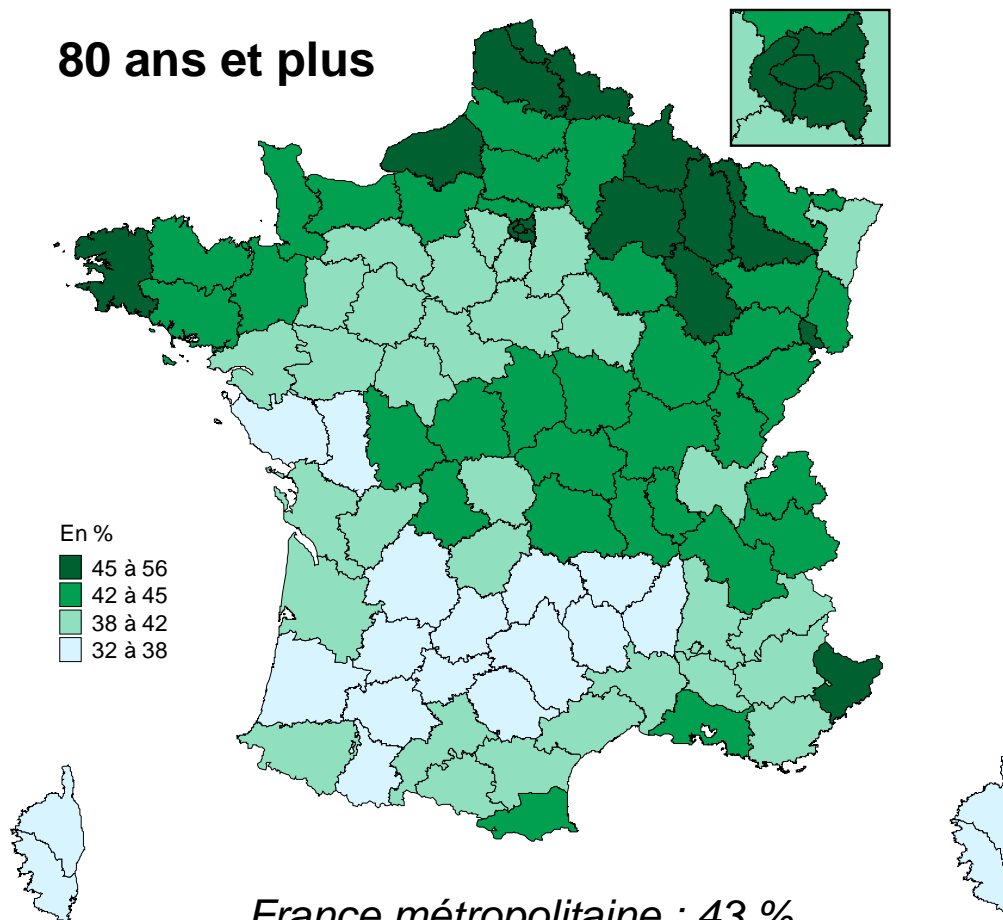 80 ans et plus
En %
45 à 56
42 à 45
38 à 42
32 à 38
France métropolitaine : 43 %